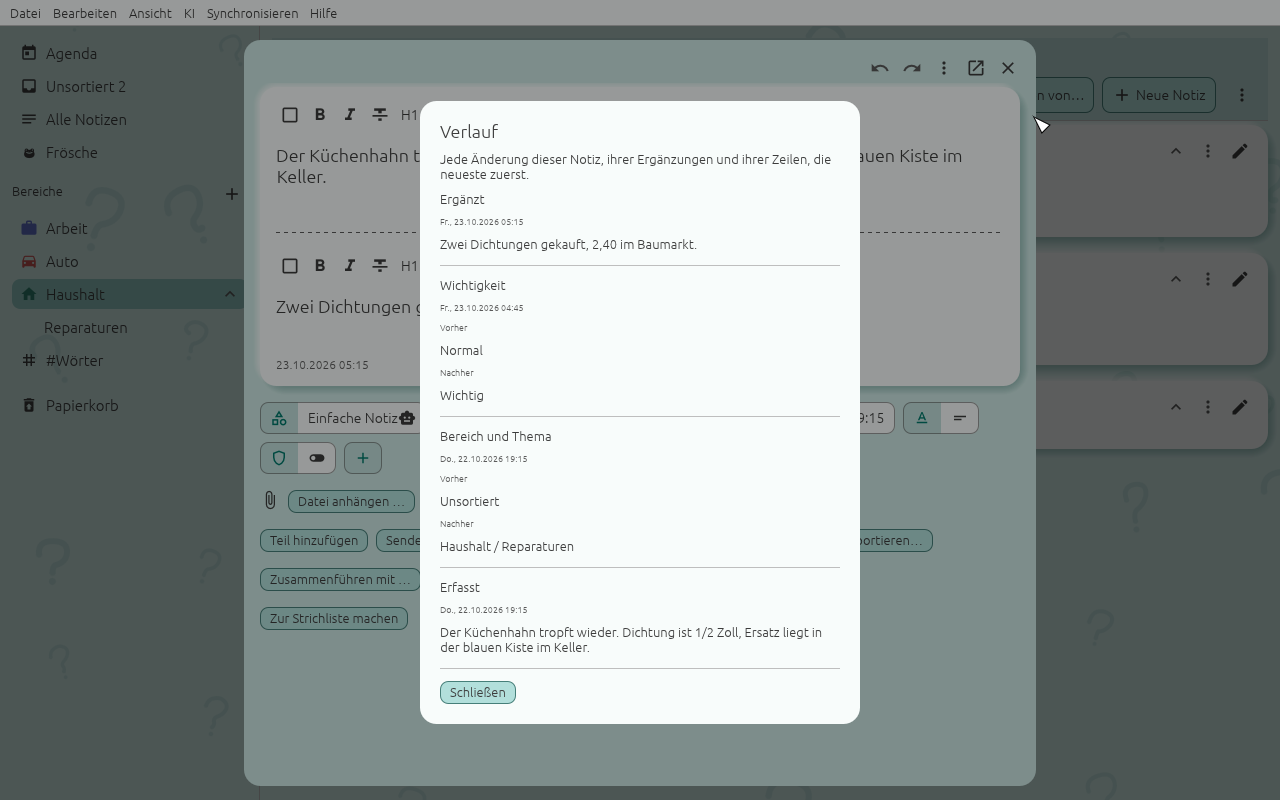 Datei Bearbeiten Ansicht KI Synchronisieren Hilfe
Agenda
Unsortiert 2
Alle Notizen
Frösche
Bereiche
Arbeit
Auto
Haushalt
Reparaturen
#Wörter
Papierkorb
von…
Neue Notiz
H1
Der Küchenhahn
Kiste im
Keller.
H1
Zwei Dichtungen
23.10.2026 05:15
Einfache Notiz
9:15
Datei anhängen …
Teil hinzufügen
Zusammenführen mit …
Zur Strichliste machen
Verlauf
Jede Änderung dieser Notiz, ihrer Ergänzungen und ihrer Zeilen, die
neueste zuerst.
Ergänzt
Fr., 23.10.2026 05:15
Zwei Dichtungen gekauft, 2,40 im Baumarkt.
Wichtigkeit
Fr., 23.10.2026 04:45
Vorher
Normal
Nachher
Wichtig
Bereich und Thema
Do., 22.10.2026 19:15
Vorher
Unsortiert
Nachher
Haushalt / Reparaturen
Erfasst
Do., 22.10.2026 19:15
Der Küchenhahn tropft wieder. Dichtung ist 1/2 Zoll, Ersatz liegt in
der blauen Kiste im Keller.
Schließen